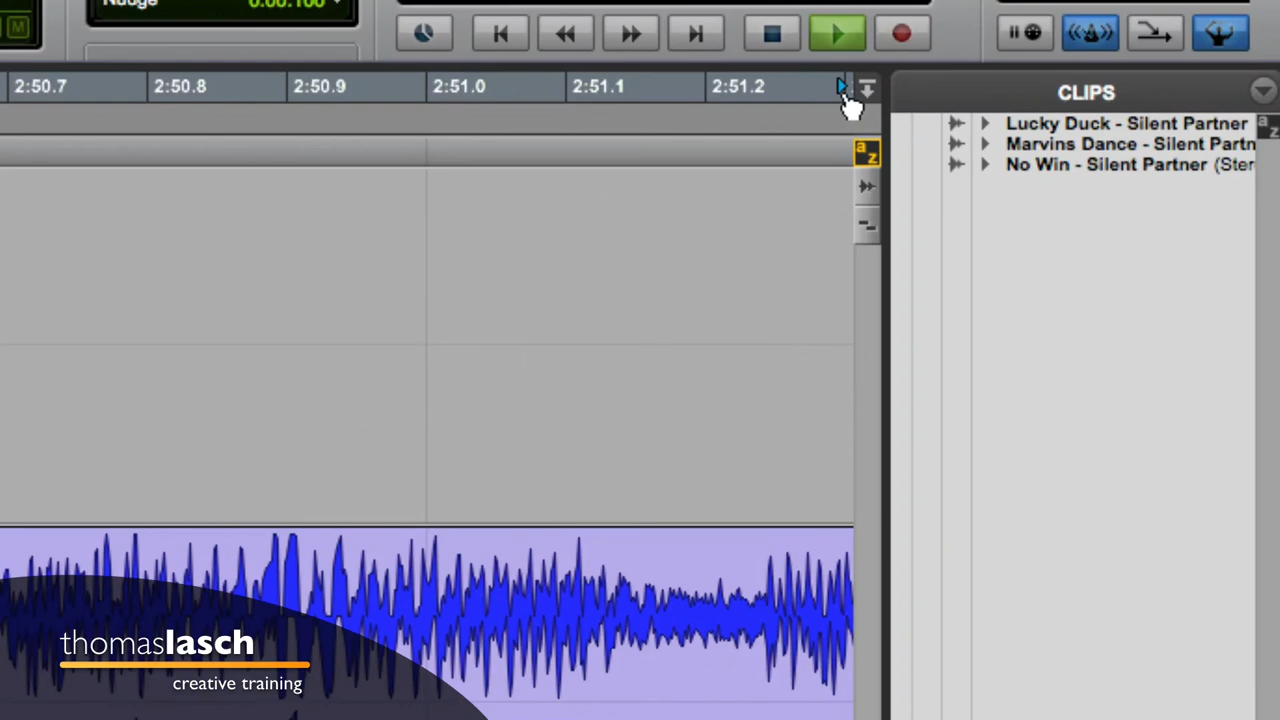 M
Nudge 0:00.100
2:50.7 2:50.8 2:50.9 2:51.0 2:51.1 2:51.2
CLIPS
a z
Lucky Duck - Silent Partner
a z
Marvins Dance - Silent Partn
No Win - Silent Partner (Ster
thomaslasch
creative training